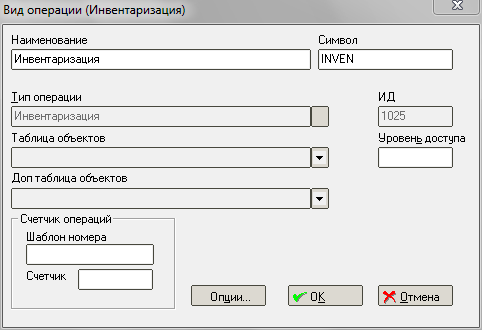 Вид операции (Инвентаризация)
Наименование Символ
Инвентаризация INVEN
Тип операции ИД
Инвентаризация 1025
Таблица объектов Уровень доступа
Доп таблица объектов
Счетчик операций
Шаблон номера
Счетчик
Опции... OK Отмена